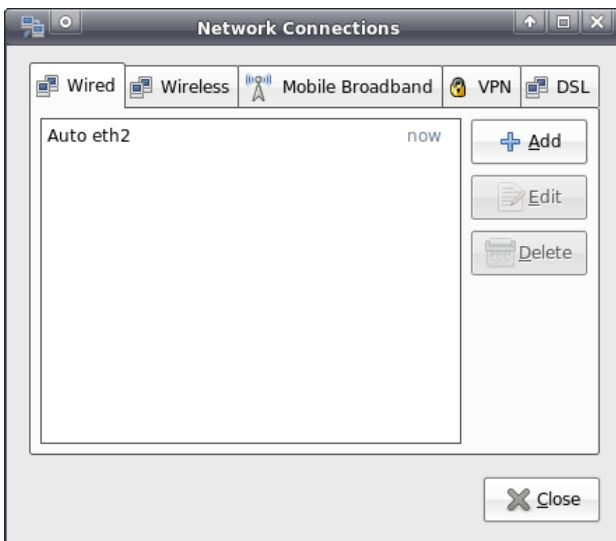 Network Connections
Wired Wireless Mobile Broadband VPN DSL
Auto eth2 now
Add
Edit
Delete
Close